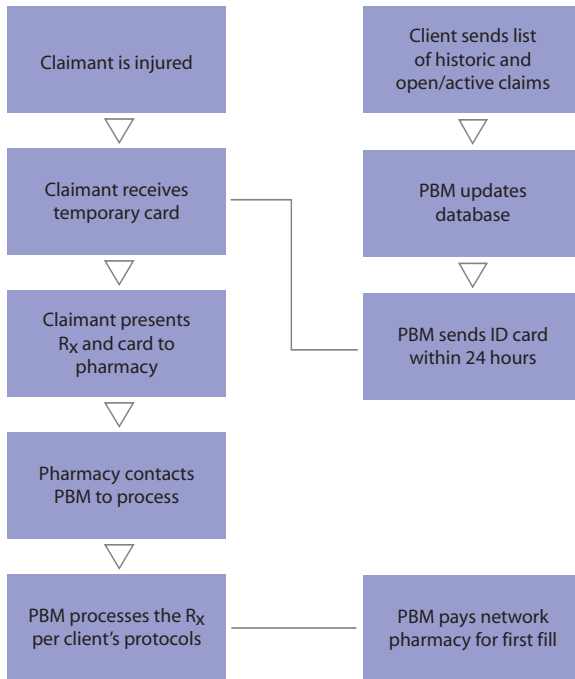 Claimant is injured
Claimant receives
temporary card
Claimant presents
Rx and card to
pharmacy
Pharmacy contacts
PBM to process
PBM processes the Rx
per client’s protocols
Client sends list
of historic and
open/active claims
PBM updates
database
PBM sends ID card
within 24 hours
PBM pays network
pharmacy for first fill